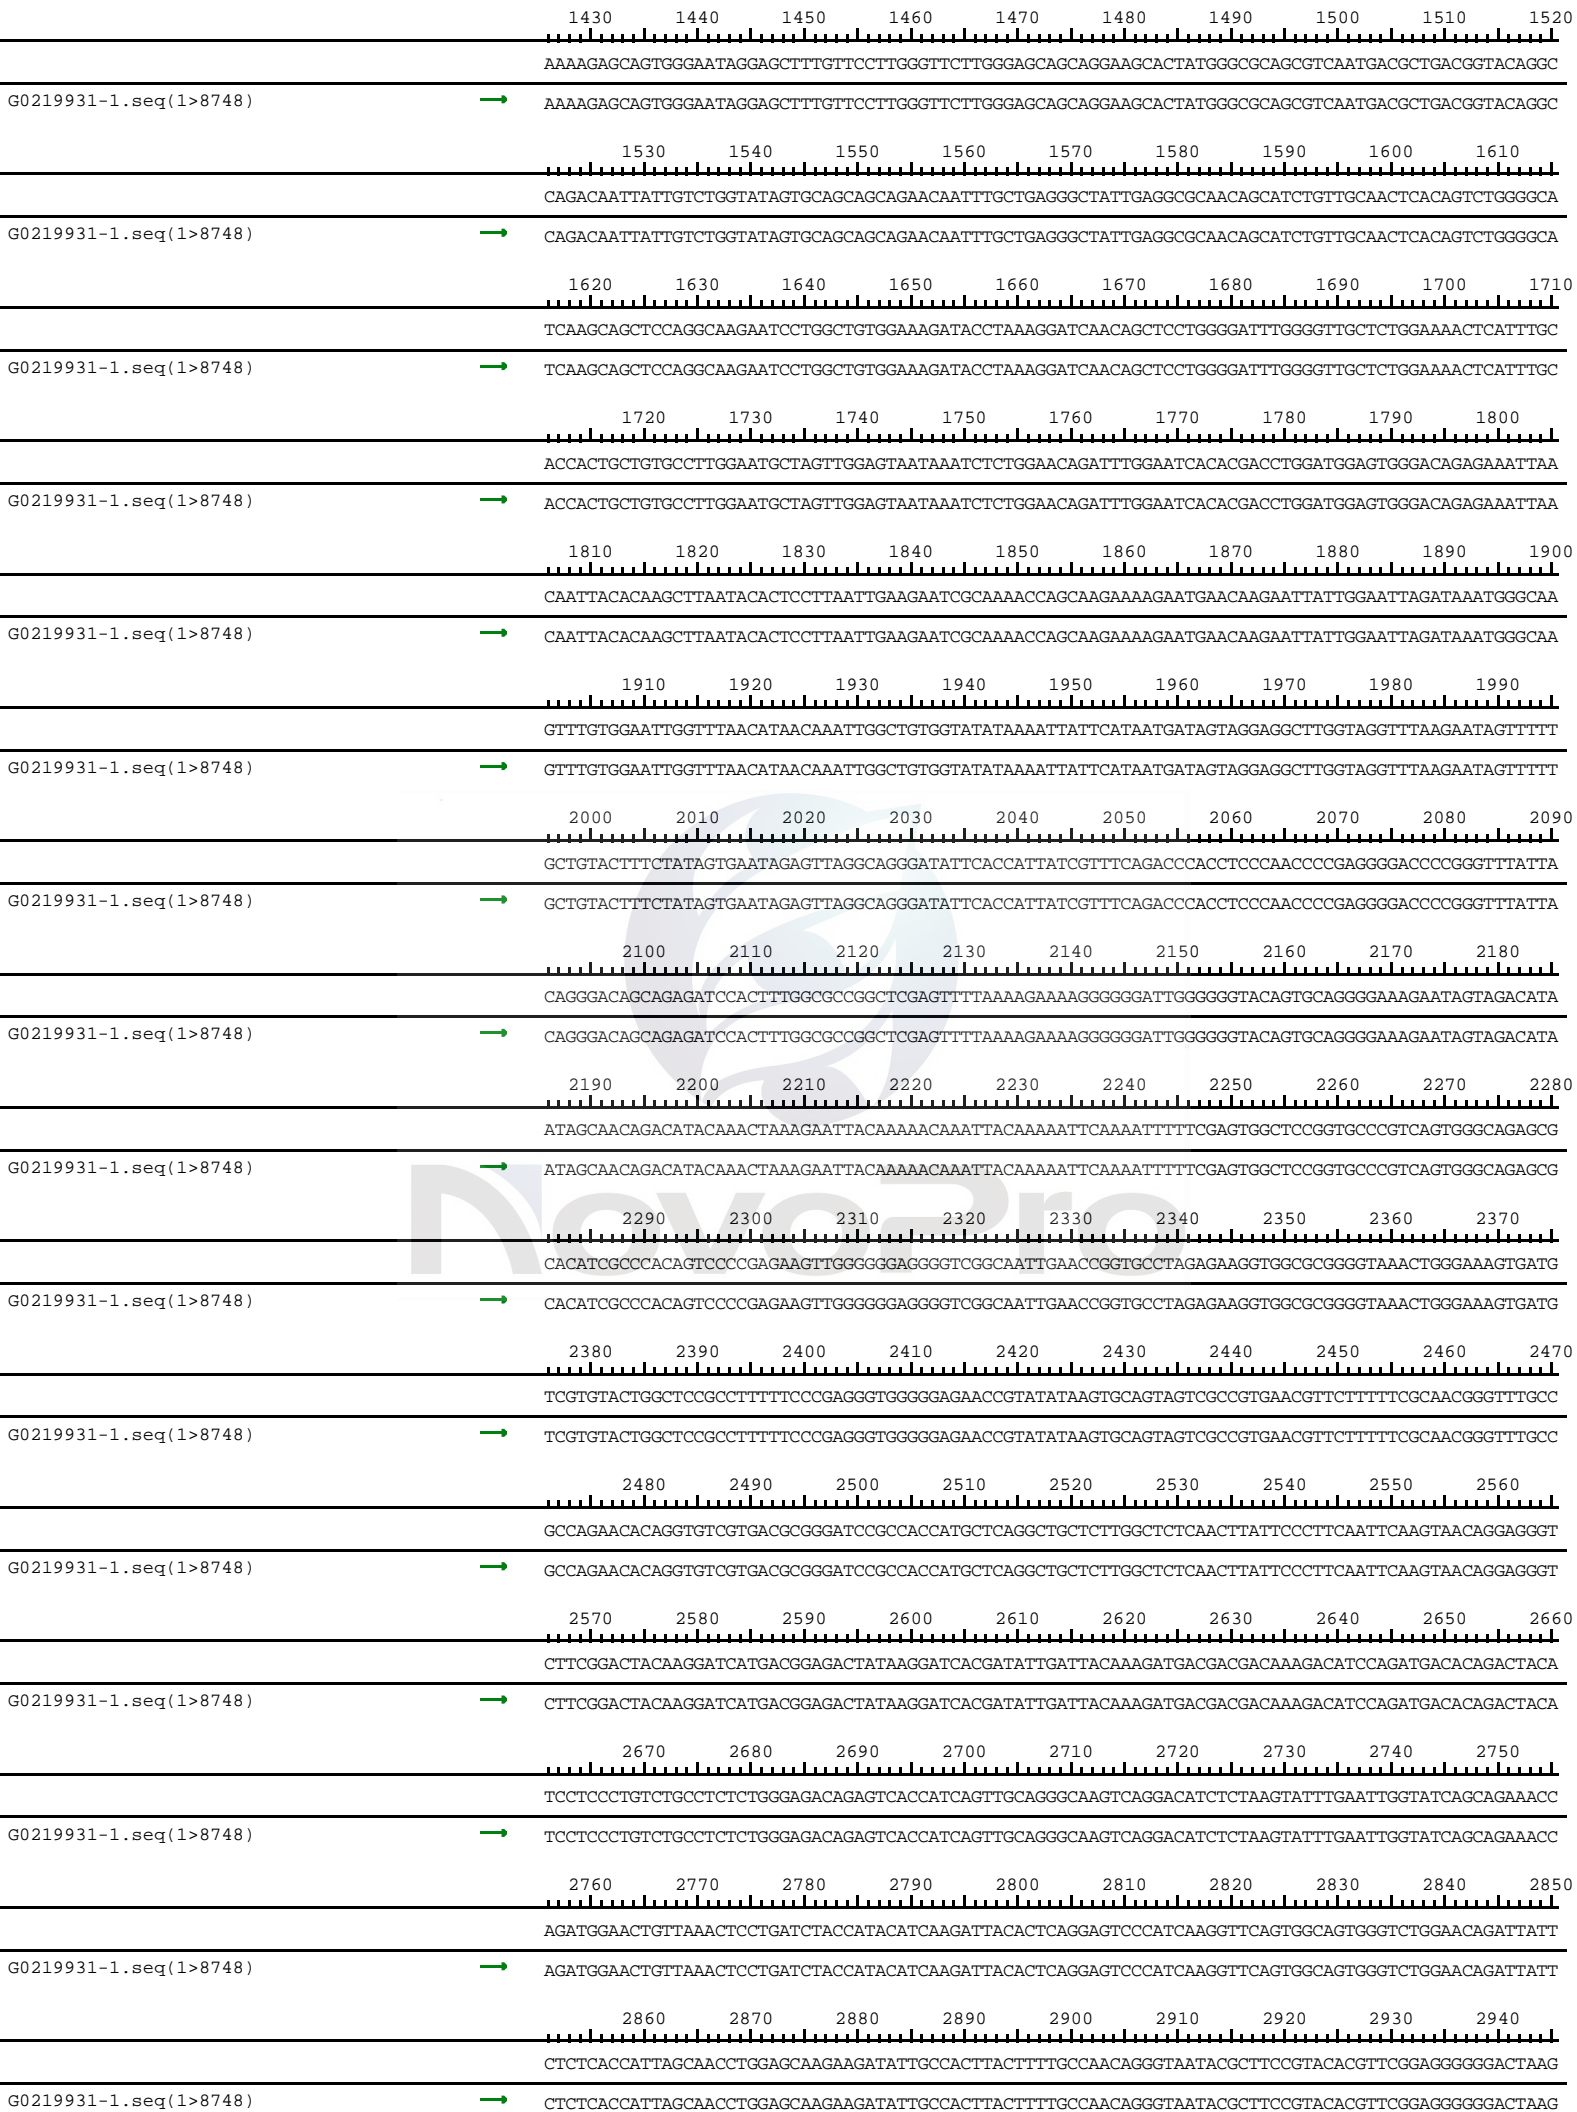 1430 1440 1450 1460 1470 1480 1490 1500 1510 1520
AAAAGAGCAGTGGGAATAGGAGCTTTGTTCCTTGGGTTCTTGGGAGCAGCAGGAAGCACTATGGGCGCAGCGTCAATGACGCTGACGGTACAGGC
G0219931-1.seq(1>8748) AAAAGAGCAGTGGGAATAGGAGCTTTGTTCCTTGGGTTCTTGGGAGCAGCAGGAAGCACTATGGGCGCAGCGTCAATGACGCTGACGGTACAGGC
1530 1540 1550 1560 1570 1580 1590 1600 1610
CAGACAATTATTGTCTGGTATAGTGCAGCAGCAGAACAATTTGCTGAGGGCTATTGAGGCGCAACAGCATCTGTTGCAACTCACAGTCTGGGGCA
G0219931-1.seq(1>8748) CAGACAATTATTGTCTGGTATAGTGCAGCAGCAGAACAATTTGCTGAGGGCTATTGAGGCGCAACAGCATCTGTTGCAACTCACAGTCTGGGGCA
1620 1630 1640 1650 1660 1670 1680 1690 1700 1710
TCAAGCAGCTCCAGGCAAGAATCCTGGCTGTGGAAAGATACCTAAAGGATCAACAGCTCCTGGGGATTTGGGGTTGCTCTGGAAAACTCATTTGC
G0219931-1.seq(1>8748) TCAAGCAGCTCCAGGCAAGAATCCTGGCTGTGGAAAGATACCTAAAGGATCAACAGCTCCTGGGGATTTGGGGTTGCTCTGGAAAACTCATTTGC
1720 1730 1740 1750 1760 1770 1780 1790 1800
ACCACTGCTGTGCCTTGGAATGCTAGTTGGAGTAATAAATCTCTGGAACAGATTTGGAATCACACGACCTGGATGGAGTGGGACAGAGAAATTAA
G0219931-1.seq(1>8748) ACCACTGCTGTGCCTTGGAATGCTAGTTGGAGTAATAAATCTCTGGAACAGATTTGGAATCACACGACCTGGATGGAGTGGGACAGAGAAATTAA
1810 1820 1830 1840 1850 1860 1870 1880 1890 1900
CAATTACACAAGCTTAATACACTCCTTAATTGAAGAATCGCAAAACCAGCAAGAAAAGAATGAACAAGAATTATTGGAATTAGATAAATGGGCAA
G0219931-1.seq(1>8748) CAATTACACAAGCTTAATACACTCCTTAATTGAAGAATCGCAAAACCAGCAAGAAAAGAATGAACAAGAATTATTGGAATTAGATAAATGGGCAA
1910 1920 1930 1940 1950 1960 1970 1980 1990
GTTTGTGGAATTGGTTTAACATAACAAATTGGCTGTGGTATATAAAATTATTCATAATGATAGTAGGAGGCTTGGTAGGTTTAAGAATAGTTTTT
G0219931-1.seq(1>8748) GTTTGTGGAATTGGTTTAACATAACAAATTGGCTGTGGTATATAAAATTATTCATAATGATAGTAGGAGGCTTGGTAGGTTTAAGAATAGTTTTT
2000 2010 2020 2030 2040 2050 2060 2070 2080 2090
GCTGTACTTTCTATAGTGAATAGAGTTAGGCAGGGATATTCACCATTATCGTTTCAGACCCACCTCCCAACCCCGAGGGGACCCCGGGTTTATTA
G0219931-1.seq(1>8748) GCTGTACTTTCTATAGTGAATAGAGTTAGGCAGGGATATTCACCATTATCGTTTCAGACCCACCTCCCAACCCCGAGGGGACCCCGGGTTTATTA
2100 2110 2120 2130 2140 2150 2160 2170 2180
CAGGGACAGCAGAGATCCACTTTGGCGCCGGCTCGAGTTTTAAAAGAAAAGGGGGGATTGGGGGGTACAGTGCAGGGGAAAGAATAGTAGACATA
G0219931-1.seq(1>8748) CAGGGACAGCAGAGATCCACTTTGGCGCCGGCTCGAGTTTTAAAAGAAAAGGGGGGATTGGGGGGTACAGTGCAGGGGAAAGAATAGTAGACATA
2190 2200 2210 2220 2230 2240 2250 2260 2270 2280
ATAGCAACAGACATACAAACTAAAGAATTACAAAAACAAATTACAAAAATTCAAAATTTTTCGAGTGGCTCCGGTGCCCGTCAGTGGGCAGAGCG
G0219931-1.seq(1>8748) ATAGCAACAGACATACAAACTAAAGAATTACAAAAACAAATTACAAAAATTCAAAATTTTTCGAGTGGCTCCGGTGCCCGTCAGTGGGCAGAGCG
NovoPro
2290 2300 2310 2320 2330 2340 2350 2360 2370
CACATCGCCCACAGTCCCCGAGAAGTTGGGGGGAGGGGTCGGCAATTGAACCGGTGCCTAGAGAAGGTGGCGCGGGGTAAACTGGGAAAGTGATG
G0219931-1.seq(1>8748) CACATCGCCCACAGTCCCCGAGAAGTTGGGGGGAGGGGTCGGCAATTGAACCGGTGCCTAGAGAAGGTGGCGCGGGGTAAACTGGGAAAGTGATG
2380 2390 2400 2410 2420 2430 2440 2450 2460 2470
TCGTGTACTGGCTCCGCCTTTTTCCCGAGGGTGGGGGAGAACCGTATATAAGTGCAGTAGTCGCCGTGAACGTTCTTTTTCGCAACGGGTTTGCC
G0219931-1.seq(1>8748) TCGTGTACTGGCTCCGCCTTTTTCCCGAGGGTGGGGGAGAACCGTATATAAGTGCAGTAGTCGCCGTGAACGTTCTTTTTCGCAACGGGTTTGCC
2480 2490 2500 2510 2520 2530 2540 2550 2560
GCCAGAACACAGGTGTCGTGACGCGGGATCCGCCACCATGCTCAGGCTGCTCTTGGCTCTCAACTTATTCCCTTCAATTCAAGTAACAGGAGGGT
G0219931-1.seq(1>8748) GCCAGAACACAGGTGTCGTGACGCGGGATCCGCCACCATGCTCAGGCTGCTCTTGGCTCTCAACTTATTCCCTTCAATTCAAGTAACAGGAGGGT
2570 2580 2590 2600 2610 2620 2630 2640 2650 2660
CTTCGGACTACAAGGATCATGACGGAGACTATAAGGATCACGATATTGATTACAAAGATGACGACGACAAAGACATCCAGATGACACAGACTACA
G0219931-1.seq(1>8748) CTTCGGACTACAAGGATCATGACGGAGACTATAAGGATCACGATATTGATTACAAAGATGACGACGACAAAGACATCCAGATGACACAGACTACA
2670 2680 2690 2700 2710 2720 2730 2740 2750
TCCTCCCTGTCTGCCTCTCTGGGAGACAGAGTCACCATCAGTTGCAGGGCAAGTCAGGACATCTCTAAGTATTTGAATTGGTATCAGCAGAAACC
G0219931-1.seq(1>8748) TCCTCCCTGTCTGCCTCTCTGGGAGACAGAGTCACCATCAGTTGCAGGGCAAGTCAGGACATCTCTAAGTATTTGAATTGGTATCAGCAGAAACC
2760 2770 2780 2790 2800 2810 2820 2830 2840 2850
AGATGGAACTGTTAAACTCCTGATCTACCATACATCAAGATTACACTCAGGAGTCCCATCAAGGTTCAGTGGCAGTGGGTCTGGAACAGATTATT
G0219931-1.seq(1>8748) AGATGGAACTGTTAAACTCCTGATCTACCATACATCAAGATTACACTCAGGAGTCCCATCAAGGTTCAGTGGCAGTGGGTCTGGAACAGATTATT
2860 2870 2880 2890 2900 2910 2920 2930 2940
CTCTCACCATTAGCAACCTGGAGCAAGAAGATATTGCCACTTACTTTTGCCAACAGGGTAATACGCTTCCGTACACGTTCGGAGGGGGGACTAAG
G0219931-1.seq(1>8748) CTCTCACCATTAGCAACCTGGAGCAAGAAGATATTGCCACTTACTTTTGCCAACAGGGTAATACGCTTCCGTACACGTTCGGAGGGGGGACTAAG